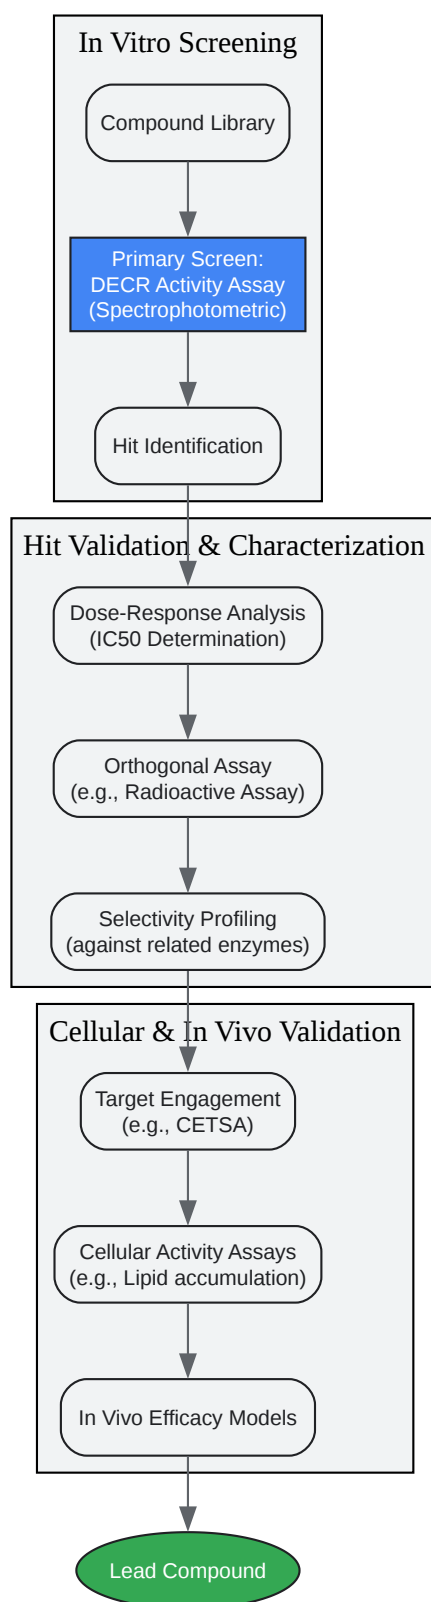 In Vitro Screening
Compound Library
Primary Screen:
DECR Activity Assay
(Spectrophotometric)
Hit Identification
Hit Validation & Characterization
Dose-Response Analysis
(IC50 Determination)
Orthogonal Assay
(e.g., Radioactive Assay)
Selectivity Profiling
(against related enzymes)
Cellular & In Vivo Validation
Target Engagement
(e.g., CETSA)
Cellular Activity Assays
(e.g., Lipid accumulation)
In Vivo Efficacy Models
Lead Compound